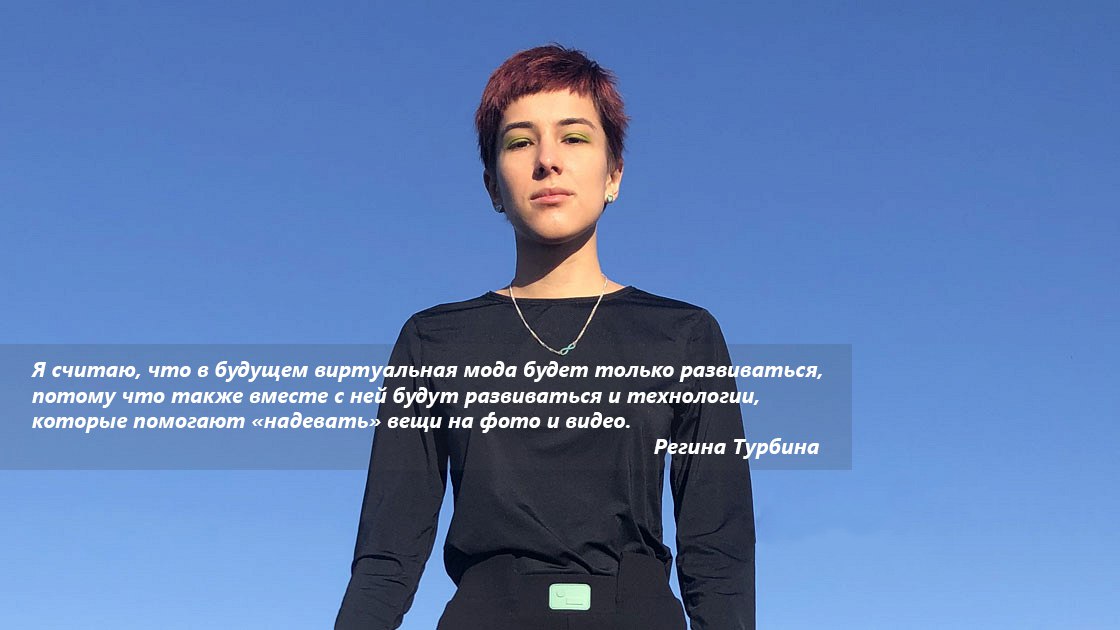 Я считаю, что в будущем виртуальная мода будет только развиваться,
потому что также вместе с ней будут развиваться и технологии,
которые помогают «надевать» вещи на фото и видео.
Регина Турбина